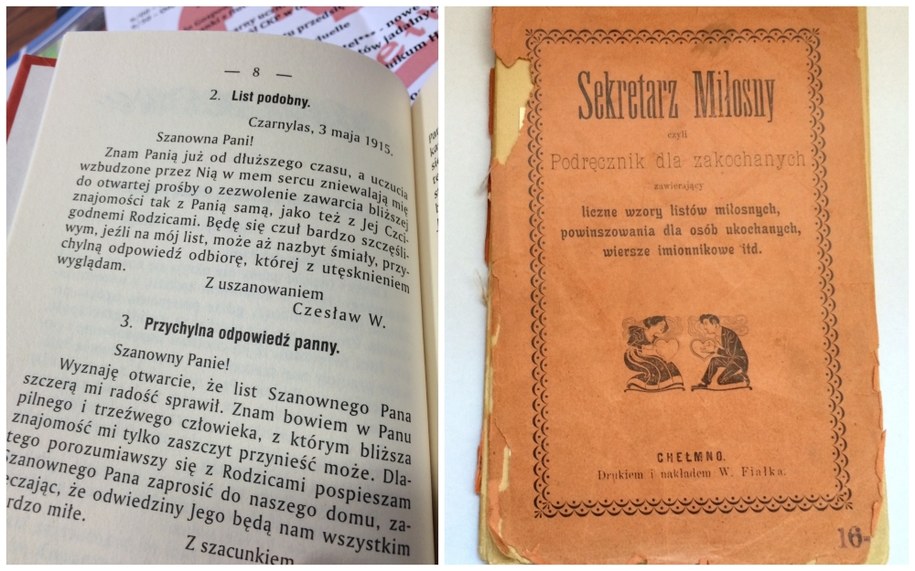 — 8 —
2. List podobny.
Czarnylas, 3 maja 1915.
Szanowna Pani!
Znam Panią już od dłuższego czasu, a uczucia
wzbudzone przez Nią w mem sercu zniewalają mię
do otwartej prośby o zezwolenie zawarcia bliższej
znajomości tak z Panią samą, jako też z Jej Czci-
godnemi Rodzicami. Będę się czuł bardzo szczęśli-
wym, jeśli na mój list, może aż nazbyt śmiały, przy-
chylną odpowiedź odbiorę, której z utęsknieniem
wyglądam.
Z uszanowaniem
Czesław W.
3. Przychylna odpowiedź panny.
Szanowny Panie!
Wyznaję otwarcie, że list Szanownego Pana
szczerą mi radość sprawił. Znam bowiem w Panu
pilnego i trzeźwego człowieka, z którym bliższa
znajomość mi tylko zaszczyt przynieść może. Dla-
tego porozumiawszy się z Rodzicami pospieszam
Szanownego Pana zaprosić do naszego domu, za-
eczając, że odwiedziny Jego będą nam wszystkim
ardzo miłe.
Z szacunkiem
Sekretarz Miłosny
czyli
Podręcznik dla zakochanych
zawierający
liczne wzory listów miłosnych,
powinszowania dla osób ukochanych,
wiersze imionnikowe itd.
CHEŁMNO.
Drukiem i nakładem W. Fiałka.
16-